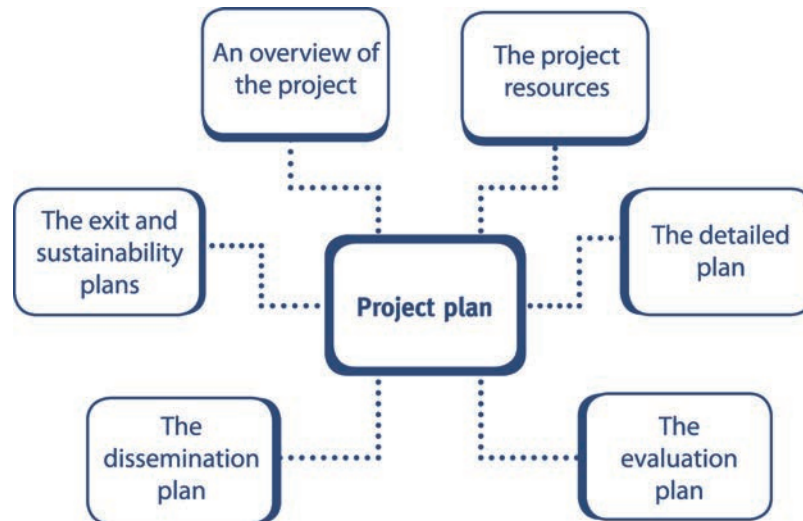 An overview of
the project
The project
resources
The exit and
sustainability
plans
Project plan
The detailed
plan
The
dissemination
plan
The
evaluation
plan